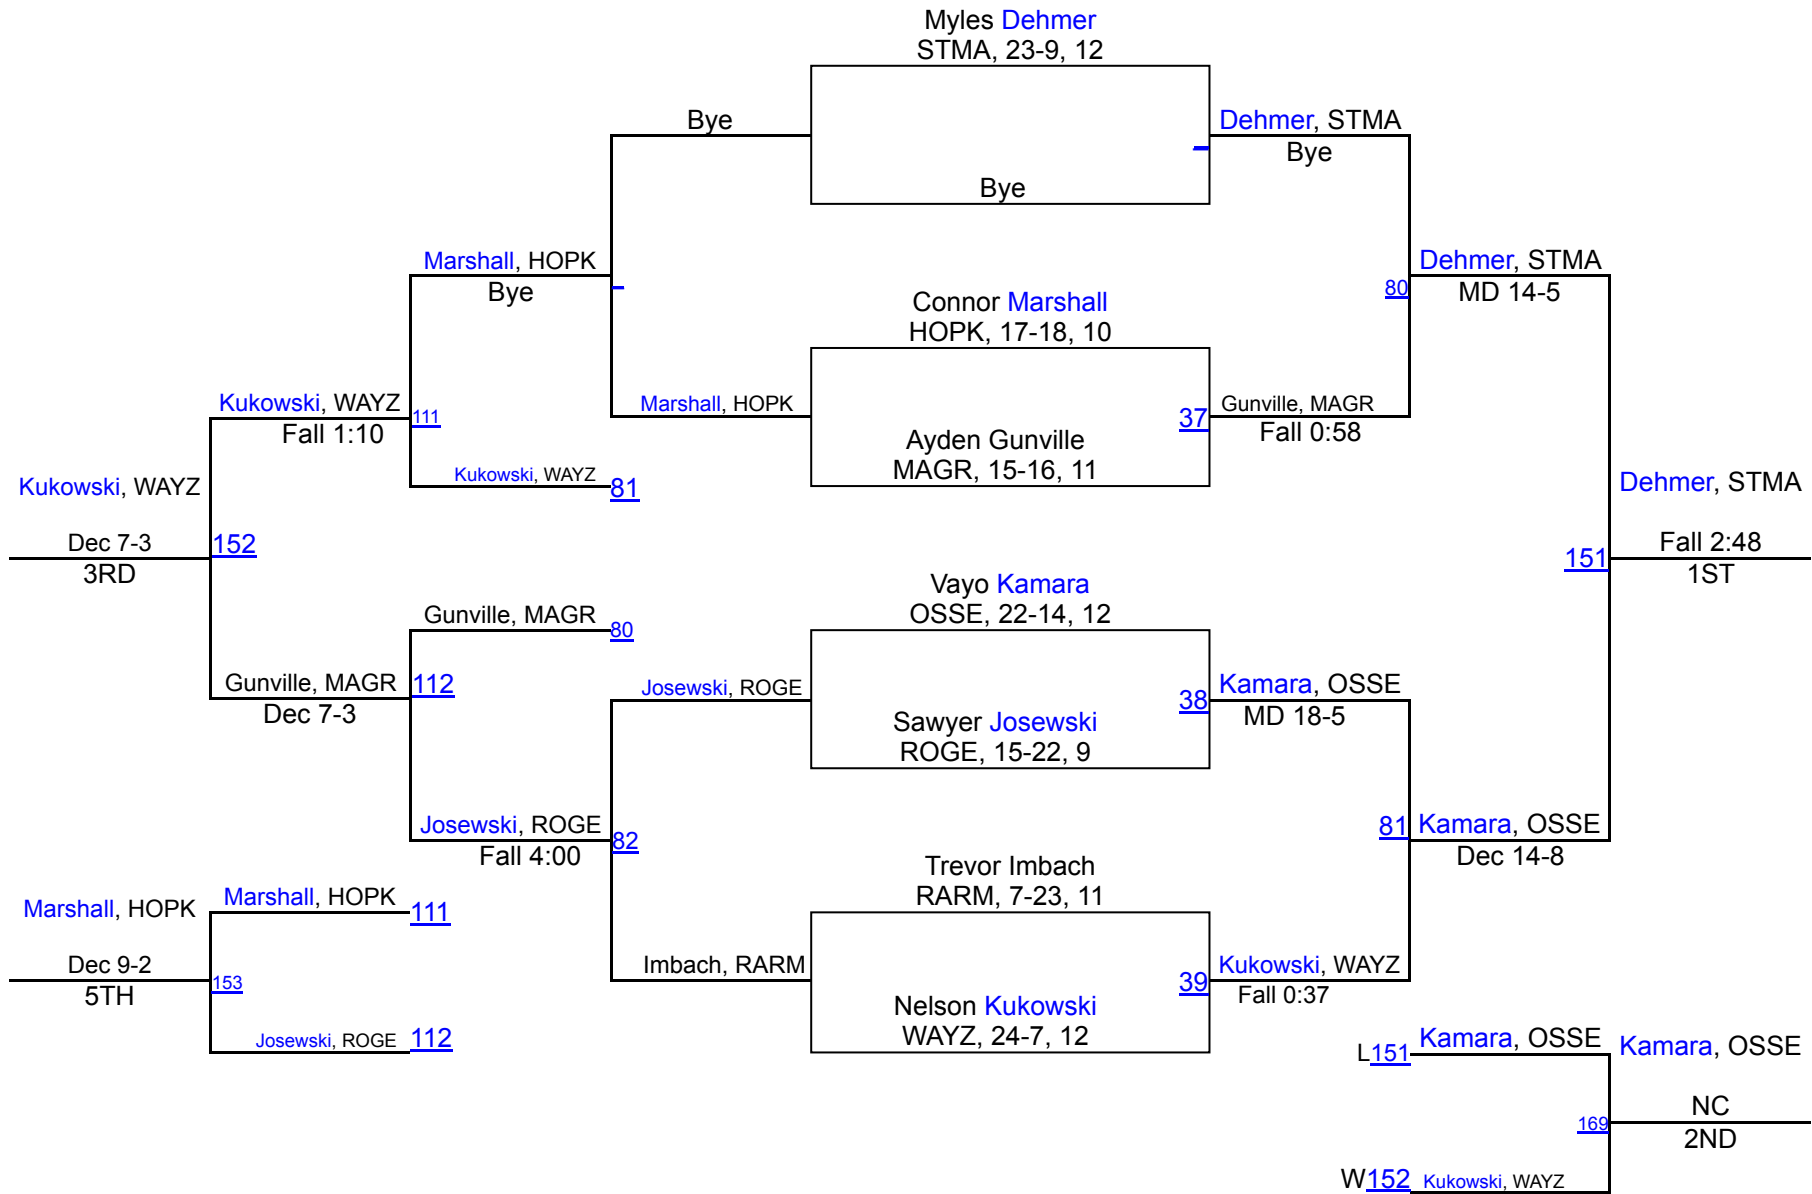 Myles Dehmer
STMA, 23-9, 12
Bye
Dehmer, STMA
Bye
Bye
Marshall, HOPK
Bye
Dehmer, STMA
MD 14-5
80
Connor Marshall
HOPK, 17-18, 10
Kukowski, WAYZ
Fall 1:10
111
Marshall, HOPK
37
Gunville, MAGR
Fall 0:58
Ayden Gunville
MAGR, 15-16, 11
Kukowski, WAYZ
81
Kukowski, WAYZ
Dec 7-3
3RD
152
Dehmer, STMA
Fall 2:48
1ST
151
Vayo Kamara
OSSE, 22-14, 12
Gunville, MAGR
80
Gunville, MAGR
Dec 7-3
112
Josewski, ROGE
38
Kamara, OSSE
MD 18-5
Sawyer Josewski
ROGE, 15-22, 9
Josewski, ROGE
Fall 4:00
82
81
Kamara, OSSE
Dec 14-8
Trevor Imbach
RARM, 7-23, 11
Marshall, HOPK
Dec 9-2
5TH
153
Marshall, HOPK
111
Imbach, RARM
39
Kukowski, WAYZ
Fall 0:37
Nelson Kukowski
WAYZ, 24-7, 12
Josewski, ROGE
112
L151
Kamara, OSSE
Kamara, OSSE
NC
2ND
169
W152
Kukowski, WAYZ